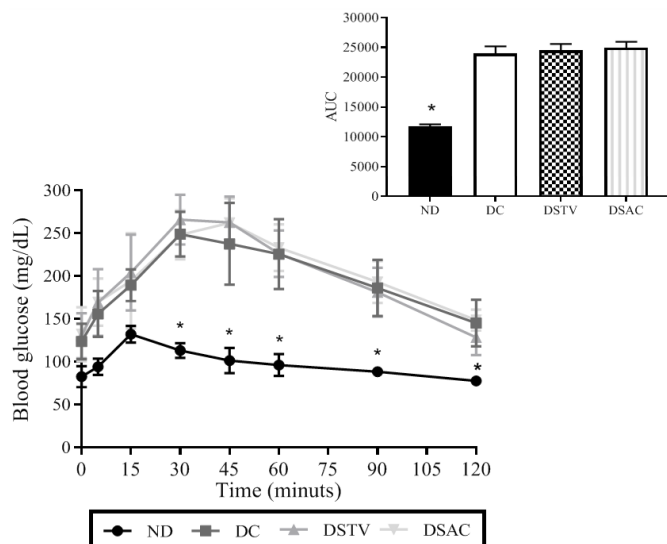 30000
25000
20000
15000
10000
5000
0
AUC
*
ND DC DSTV DSAC
300
250
200
150
100
50
0
Blood glucose (mg/dL)
* * * * *
0 15 30 45 60 75 90 105 120
Time (minuts)
ND DC DSTV DSAC